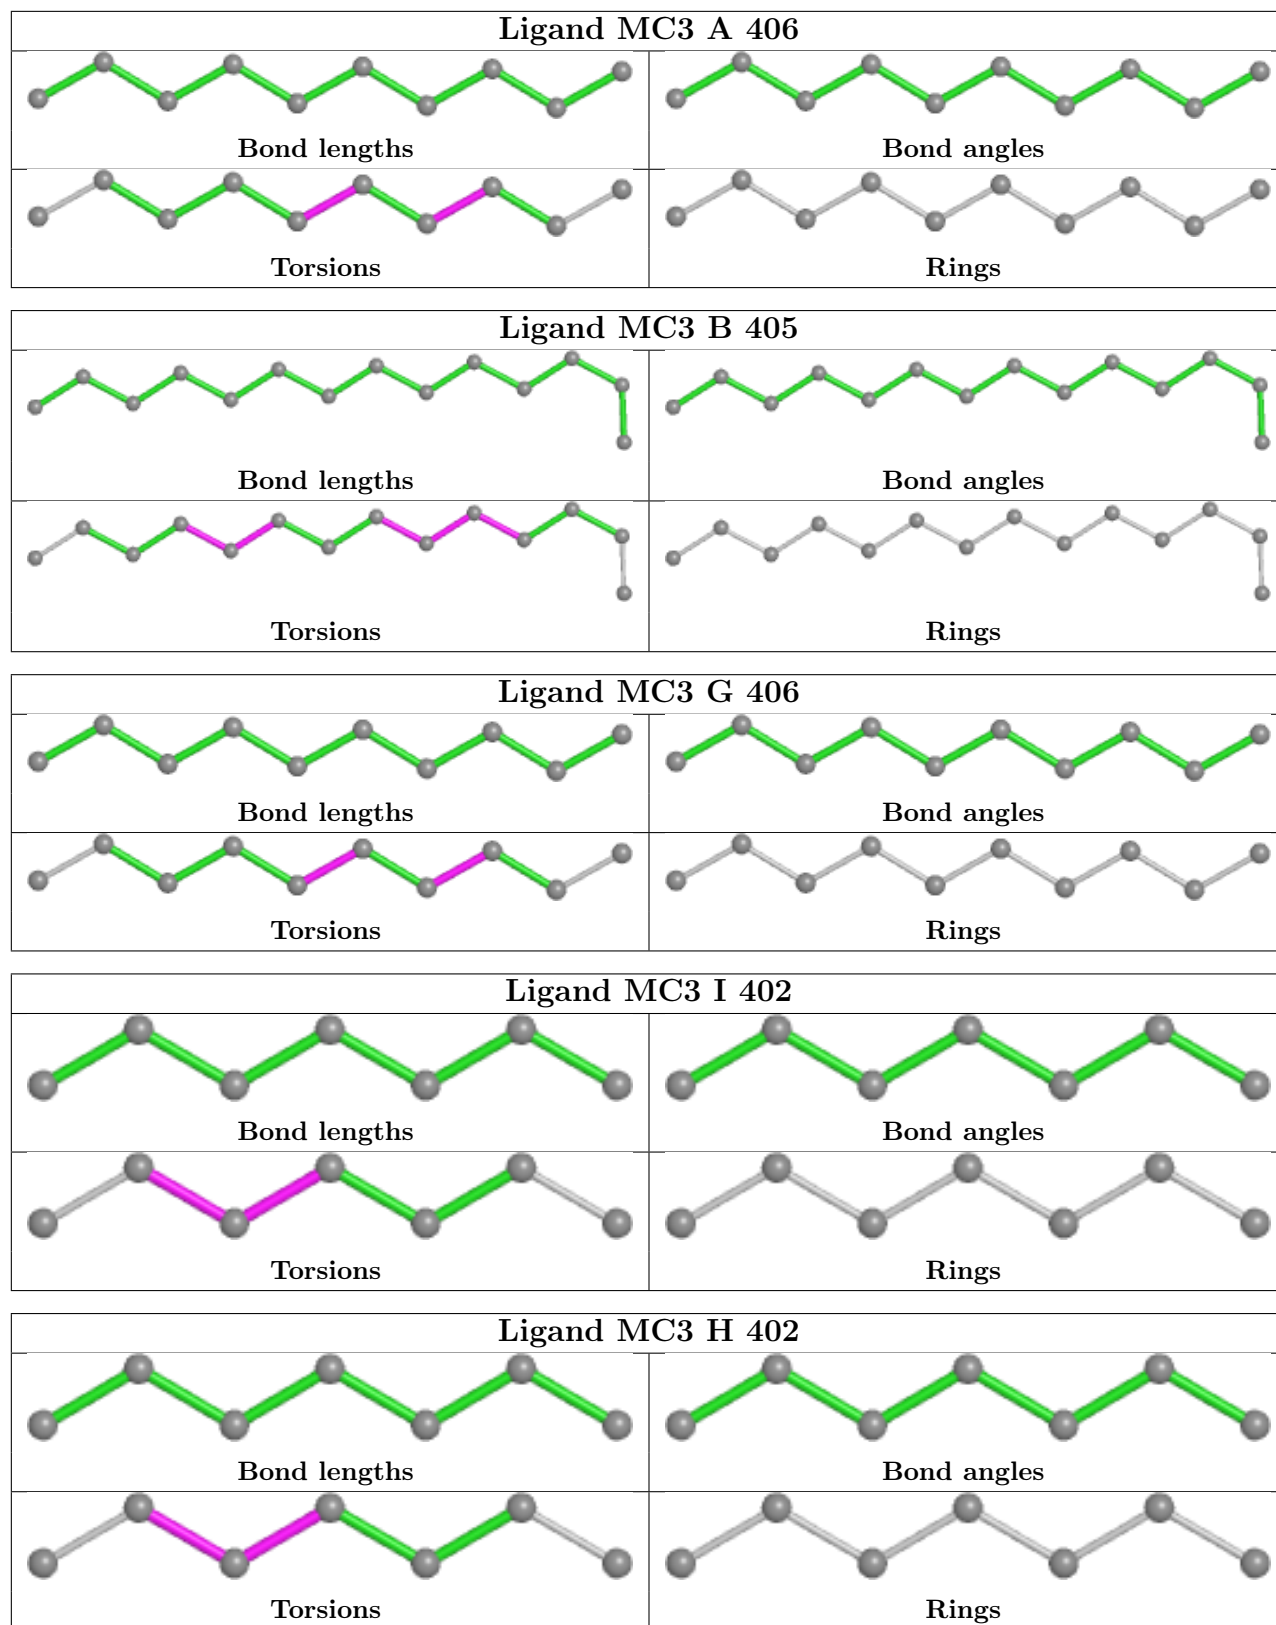 Ligand MC3 A 406
Bond lengths
Bond angles
Torsions
Rings
Ligand MC3 B 405
Bond lengths
Bond angles
Torsions
Rings
Ligand MC3 G 406
Bond lengths
Bond angles
Torsions
Rings
Ligand MC3 I 402
Bond lengths
Bond angles
Torsions
Rings
Ligand MC3 H 402
Bond lengths
Bond angles
Torsions
Rings